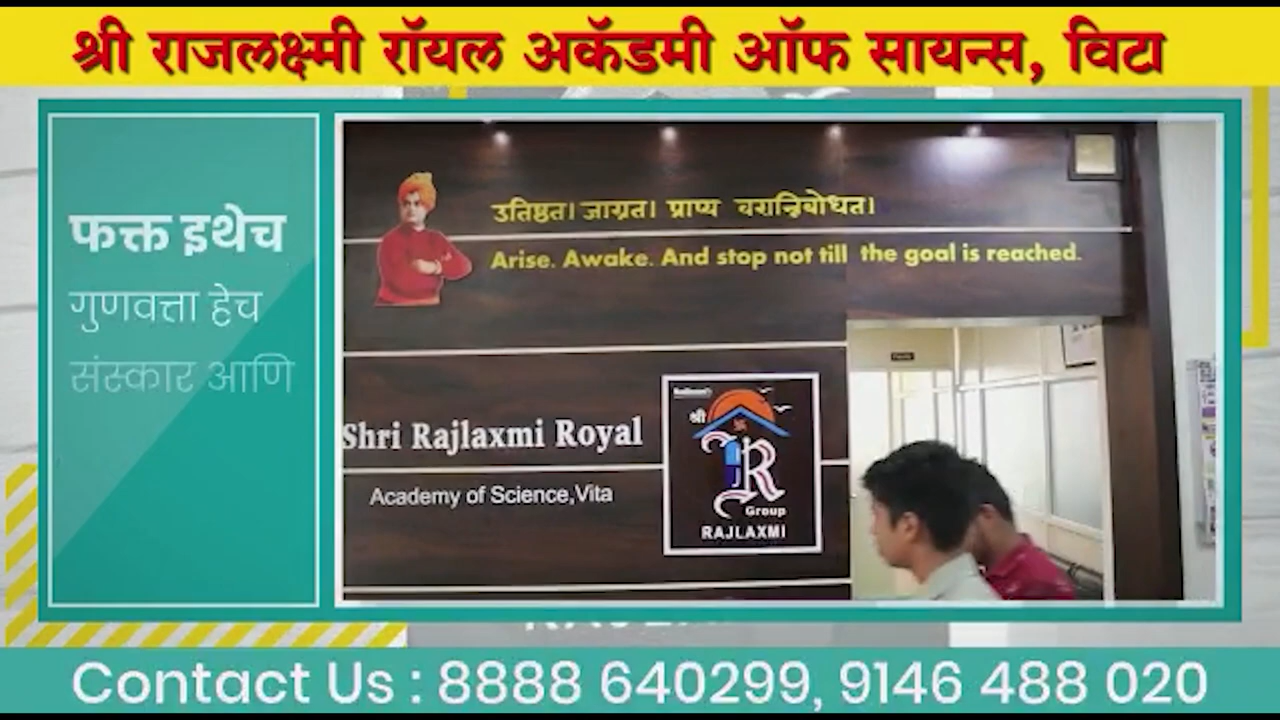 श्री राजलक्ष्मी रॉयल अकॅडमी ऑफ सायन्स, विटा
फक्त इथेच
गुणवत्ता हेच
संस्कार आणि
उतिष्ठत। जाग्रत। प्राप्य वरान्निबोधत।
Arise. Awake. And stop not till the goal is reached.
Shri Rajlaxmi Royal
Academy of Science,Vita
श्री
R
Group
RAJLAXMI
Contact Us : 8888 640299, 9146 488 020